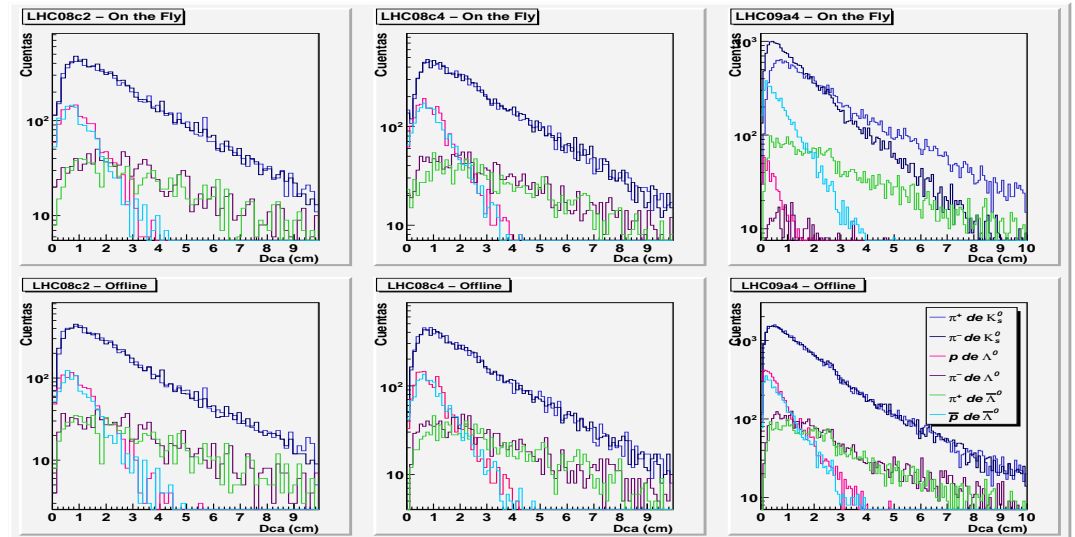 LHC08c2 – On the Fly
Cuentas
10²
10
0 1 2 3 4 5 6 7 8 9
Dca (cm)
LHC08c4 – On the Fly
Cuentas
10²
10
0 1 2 3 4 5 6 7 8 9
Dca (cm)
LHC09a4 – On the Fly
Cuentas
10³
10²
10
0 1 2 3 4 5 6 7 8 9 10
Dca (cm)
LHC08c2 – Offline
Cuentas
10²
10
0 1 2 3 4 5 6 7 8 9
Dca (cm)
LHC08c4 – Offline
Cuentas
10²
10
0 1 2 3 4 5 6 7 8 9
Dca (cm)
LHC09a4 – Offline
Cuentas
10³
10²
10
0 1 2 3 4 5 6 7 8 9 10
Dca (cm)
π⁺ de K⁰ₛ
π⁻ de K⁰ₛ
p de Λ⁰
π⁻ de Λ⁰
π⁺ de Λ̅⁰
p̅ de Λ̅⁰